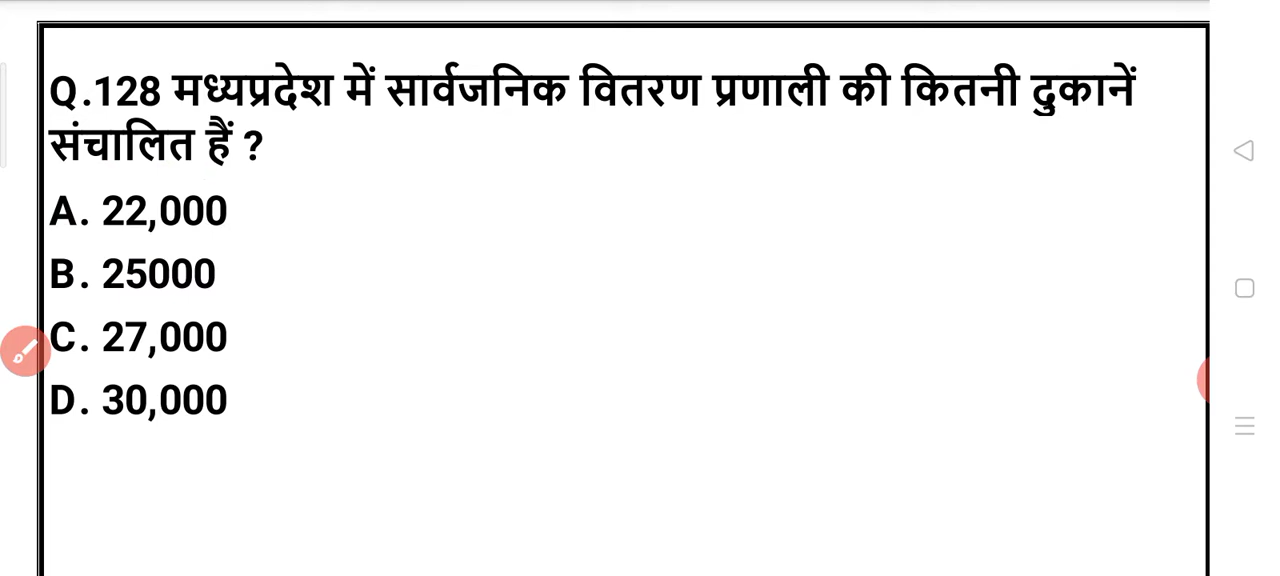 Q.128 मध्यप्रदेश में सार्वजनिक वितरण प्रणाली की कितनी दुकानें
संचालित हैं ?
A. 22,000
B. 25000
C. 27,000
D. 30,000